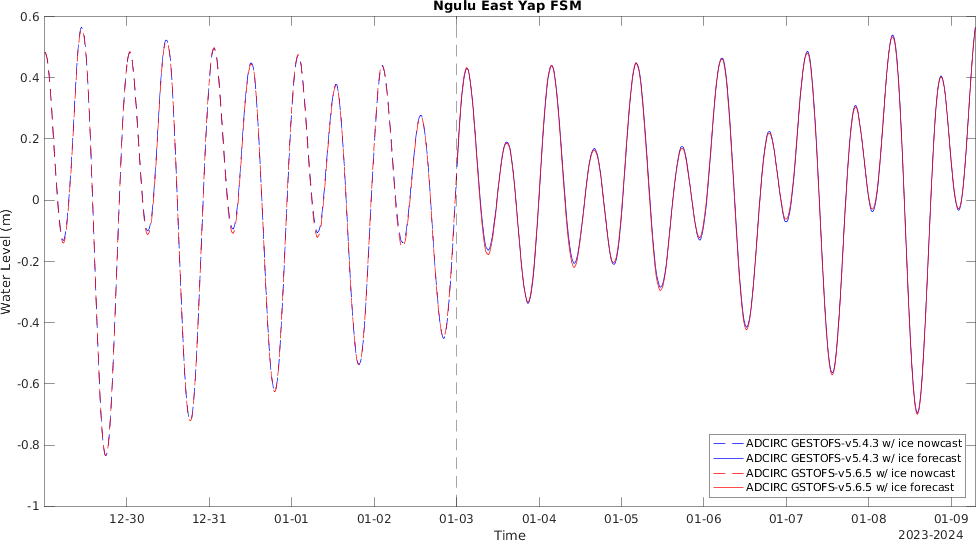 Ngulu East Yap FSM
0.6
0.4
0.2
0
-0.2
-0.4
-0.6
-0.8
-1
Water Level (m)
ADCIRC GESTOFS-v5.4.3 w/ ice nowcast
ADCIRC GESTOFS-v5.4.3 w/ ice forecast
ADCIRC GSTOFS-v5.6.5 w/ ice nowcast
ADCIRC GSTOFS-v5.6.5 w/ ice forecast
12-30 12-31 01-01 01-02 01-03 01-04 01-05 01-06 01-07 01-08 01-09
Time
2023-2024